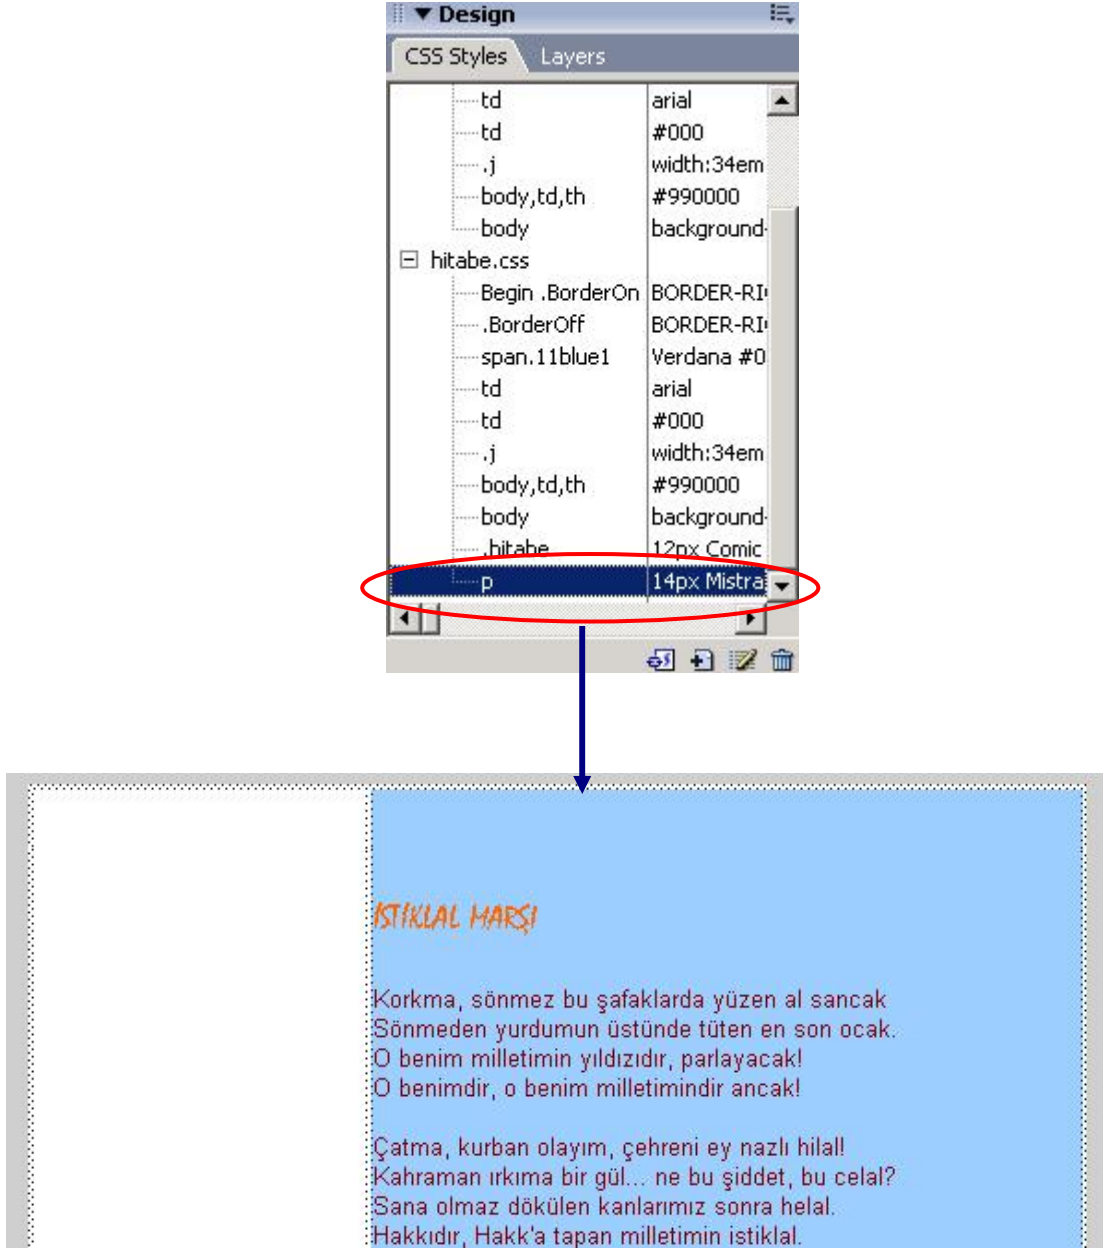 Design
CSS Styles Layers
td arial
td #000
.j width:34em
body,td,th #990000
body background-
hitabe.css
Begin .BorderOn BORDER-RI
.BorderOff BORDER-RI
span.11blue1 Verdana #0
td arial
td #000
.j width:34em
body,td,th #990000
body background-
.hitabe 12px Comic
p 14px Mistra
İSTİKLAL MARŞI
Korkma, sönmez bu şafaklarda yüzen al sancak
Sönmeden yurdumun üstünde tüten en son ocak.
O benim milletimin yıldızıdır, parlayacak!
O benimdir, o benim milletimindir ancak!
Çatma, kurban olayım, çehreni ey nazlı hilal!
Kahraman ırkıma bir gül... ne bu şiddet, bu celal?
Sana olmaz dökülen kanlarımız sonra helal.
Hakkıdır, Hakk'a tapan milletimin istiklal.